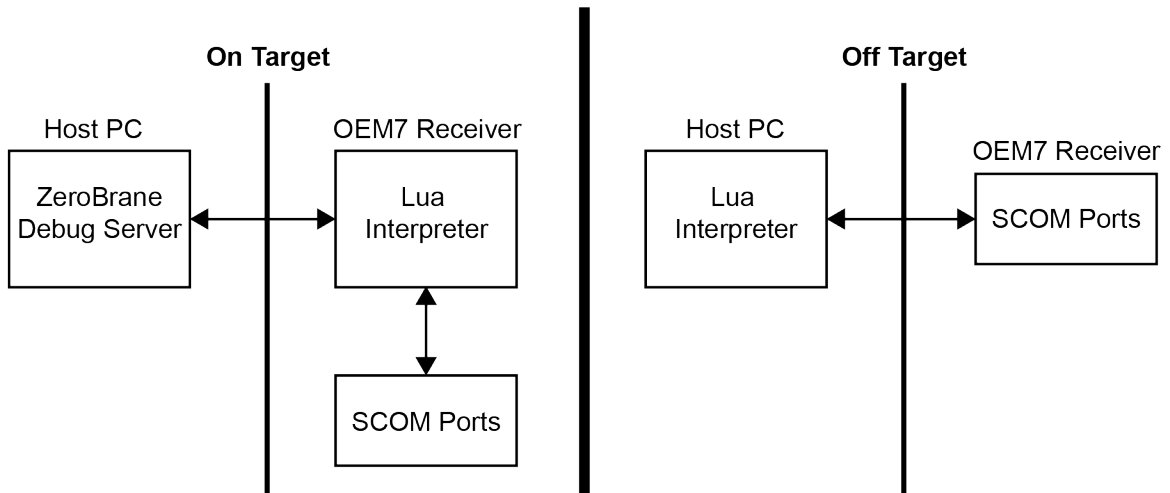 On Target
Host PC
ZeroBrane
Debug Server
OEM7 Receiver
Lua
Interpreter
SCOM Ports
Off Target
Host PC
Lua
Interpreter
OEM7 Receiver
SCOM Ports